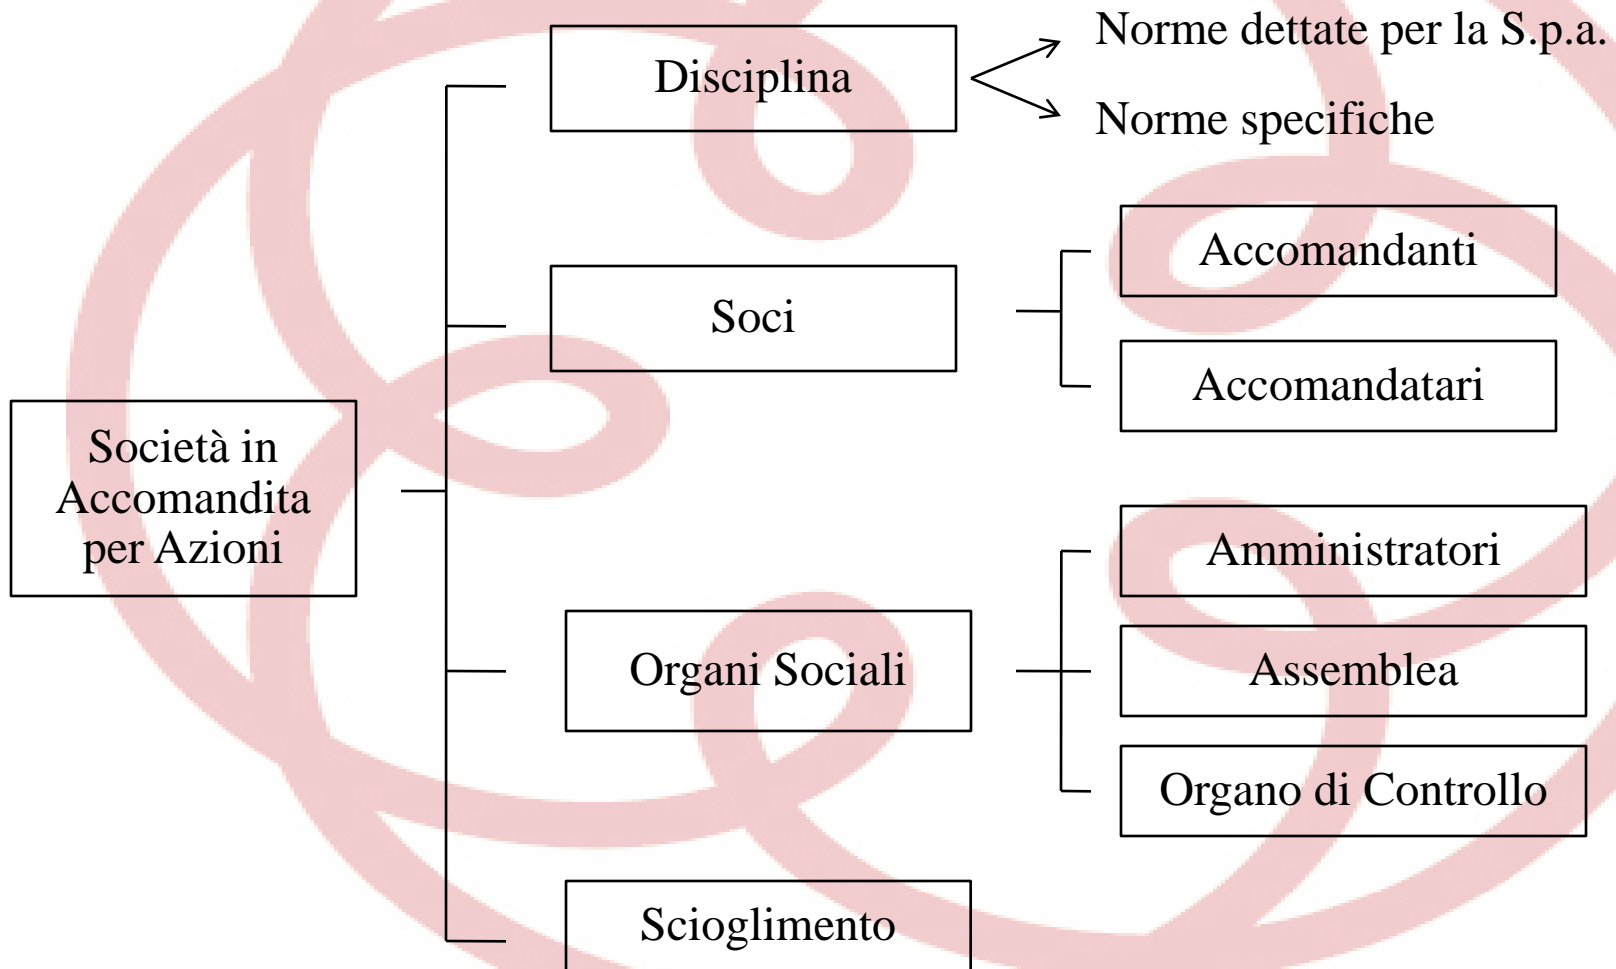 Norme dettate per la S.p.a.
Disciplina
Norme specifiche
Accomandanti
Soci
Accomandatari
Società in
Accomandita
per Azioni
Amministratori
Organi Sociali
Assemblea
Organo di Controllo
Scioglimento